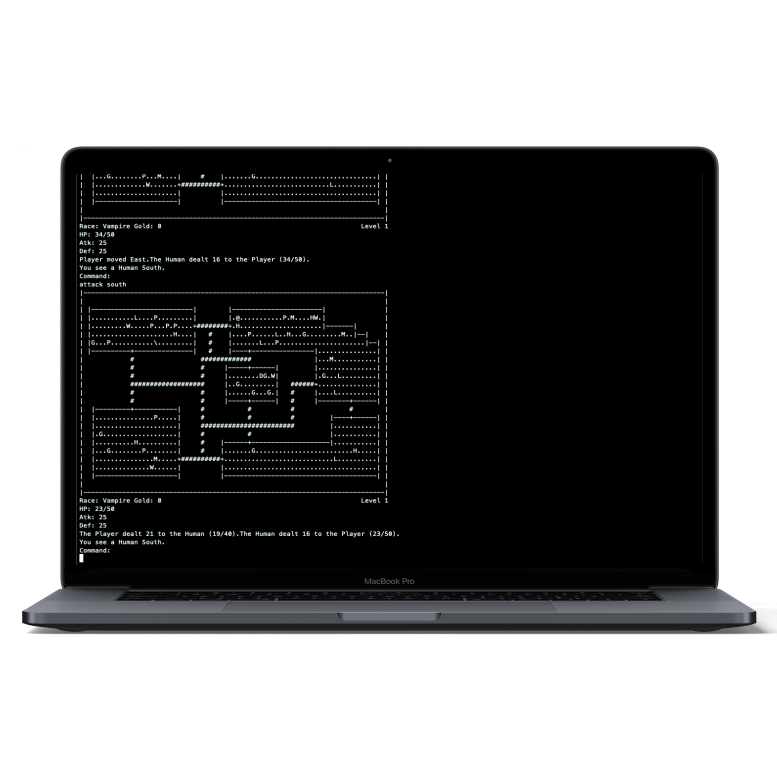 |...G........P...M....|     #     |.........G.............................|
|.............W.......+##########+...........................L...........|
Race: Vampire Gold: 0                                                Level 1
HP: 34/50
Atk: 25
Def: 25
Player moved East.The Human dealt 16 to the Player (34/50).
You see a Human South.
Command:
attack south
|...........L....P.........|        |.@...........P.M....HW.|
|.........W.....P...P.P....+########+.H......................|-------|
|......................H....|   #    |....P......L..H...G.........M..|--|
|G...P...........\.........|   #    |.......L...P......................|--|
#                 #############          |...M...........|
#                 #     |........DG.W|         |.G...L.........|
###################     |..G.........|   #####+...............|
#                 #     |......G...G.|   #     |....L..........|
|...............P.....|
#######################
|.G...................|
|.........H...........|
|...G........P........|     #     |.......G.........................H.....|
|...............M.....+##########+...........................L...........|
|..............W......|
Race: Vampire Gold: 0                                                Level 1
HP: 23/50
Atk: 25
Def: 25
The Player dealt 21 to the Human (19/40).The Human dealt 16 to the Player (23/50).
You see a Human South.
Command:
MacBook Pro